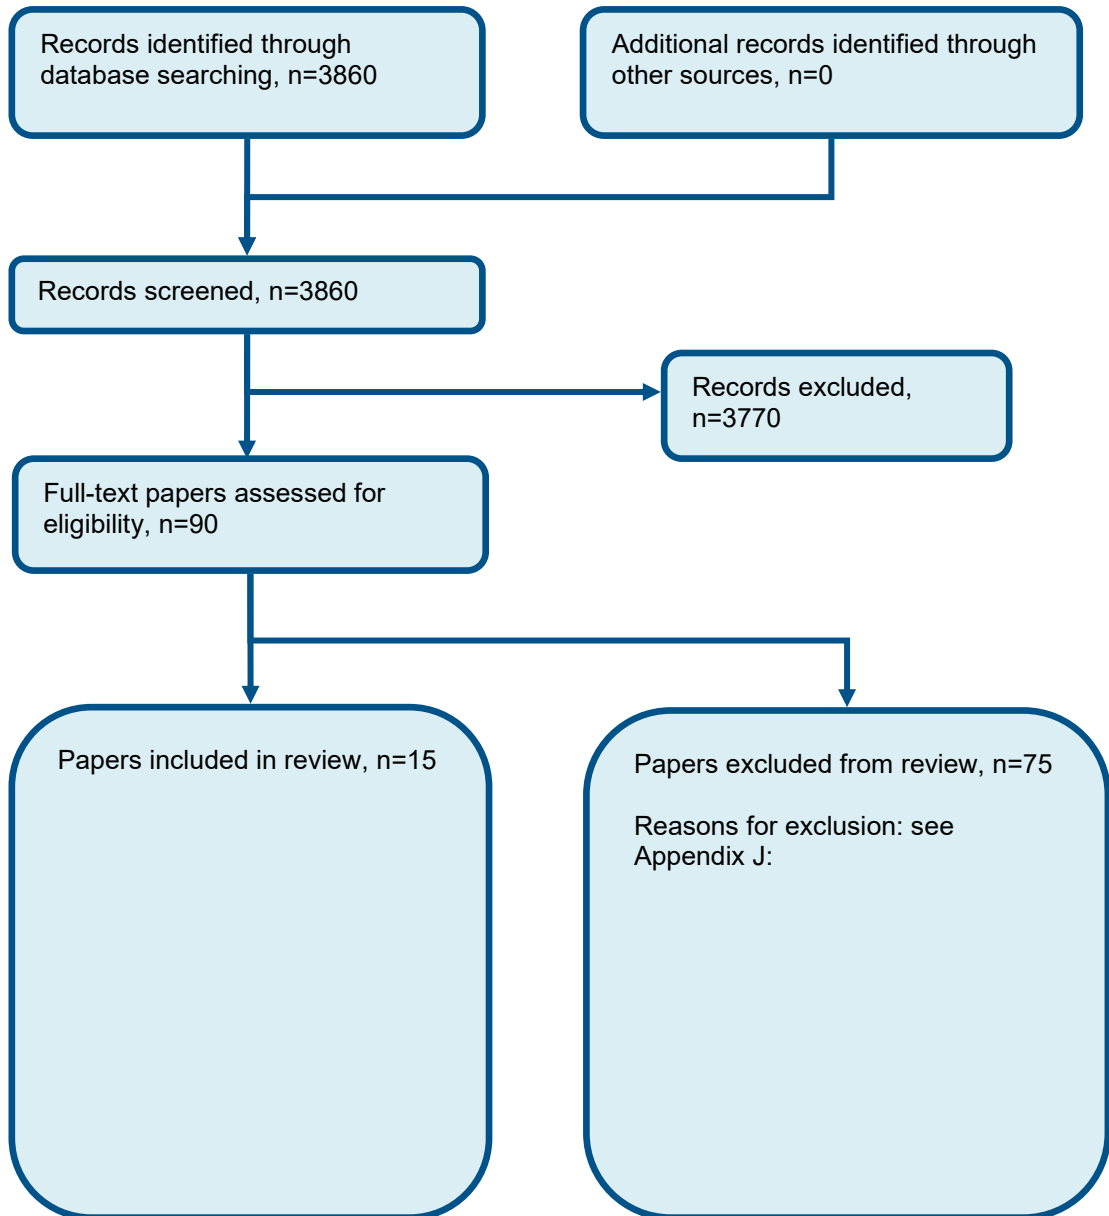 Records identified through
database searching, n=3860
Additional records identified through
other sources, n=0
Records screened, n=3860
Records excluded,
n=3770
Full-text papers assessed for
eligibility, n=90
Papers included in review, n=15
Papers excluded from review, n=75
Reasons for exclusion: see
Appendix J: